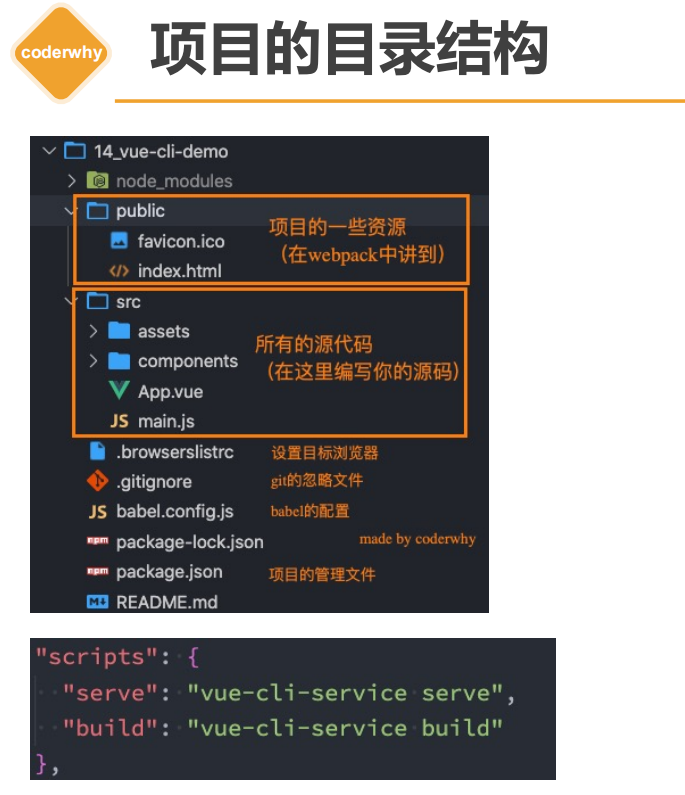 coderwhy
项目的目录结构
14_vue-cli-demo
node_modules
public
项目的一些资源
（在webpack中讲到）
favicon.ico
index.html
src
assets
所有的源代码
components
（在这里编写你的源码）
App.vue
JS main.js
.browserslistrc 设置目标浏览器
.gitignore git的忽略文件
JS babel.config.js babel的配置
npm package-lock.json made by coderwhy
npm package.json 项目的管理文件
M↓ README.md
"scripts": {
"serve": "vue-cli-service serve",
"build": "vue-cli-service build"
},